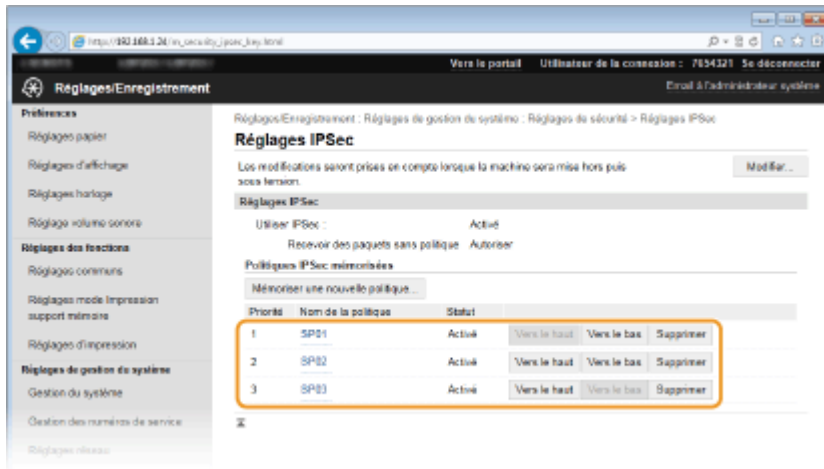 http://192.168.1.24/m_security_ipsec_key.html
Vers le portail Utilisateur de la connexion : 7654321 Se déconnecter
Réglages/Enregistrement
Email à l'administrateur système
Préférences
Réglages papier
Réglages d'affichage
Réglages horloge
Réglage volume sonore
Réglages des fonctions
Réglages communs
Réglages mode Impression
support mémoire
Réglages d'impression
Réglages de gestion du système
Gestion du système
Gestion des numéros de service
Réglages réseau
Réglages/Enregistrement : Réglages de gestion du système : Réglages de sécurité > Réglages IPSec
Réglages IPSec
Les modifications seront prises en compte lorsque la machine sera mise hors puis
sous tension.
Modifier...
Réglages IPSec
Utiliser IPSec : Activé
Recevoir des paquets sans politique Autoriser
Politiques IPSec mémorisées
Mémoriser une nouvelle politique...
Priorité Nom de la politique Statut
1 SP01 Activé Vers le haut Vers le bas Supprimer
2 SP02 Activé Vers le haut Vers le bas Supprimer
3 SP03 Activé Vers le haut Vers le bas Supprimer